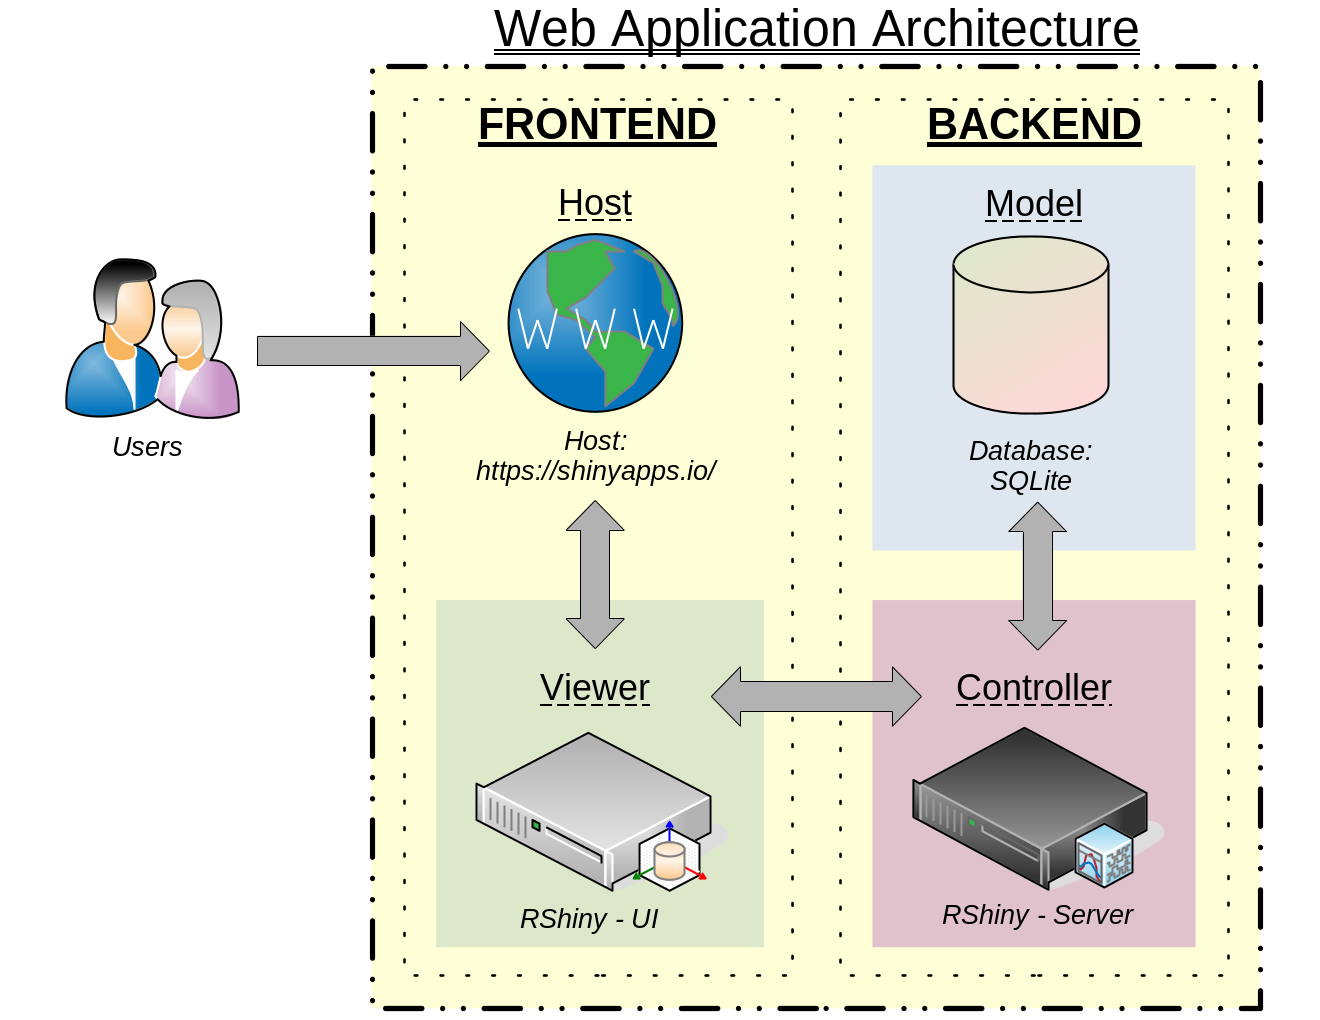 Web Application Architecture
FRONTEND
BACKEND
Host
Model
W W W
Users
Host:
https://shinyapps.io/
Database:
SQLite
Viewer
Controller
RShiny - UI
RShiny - Server